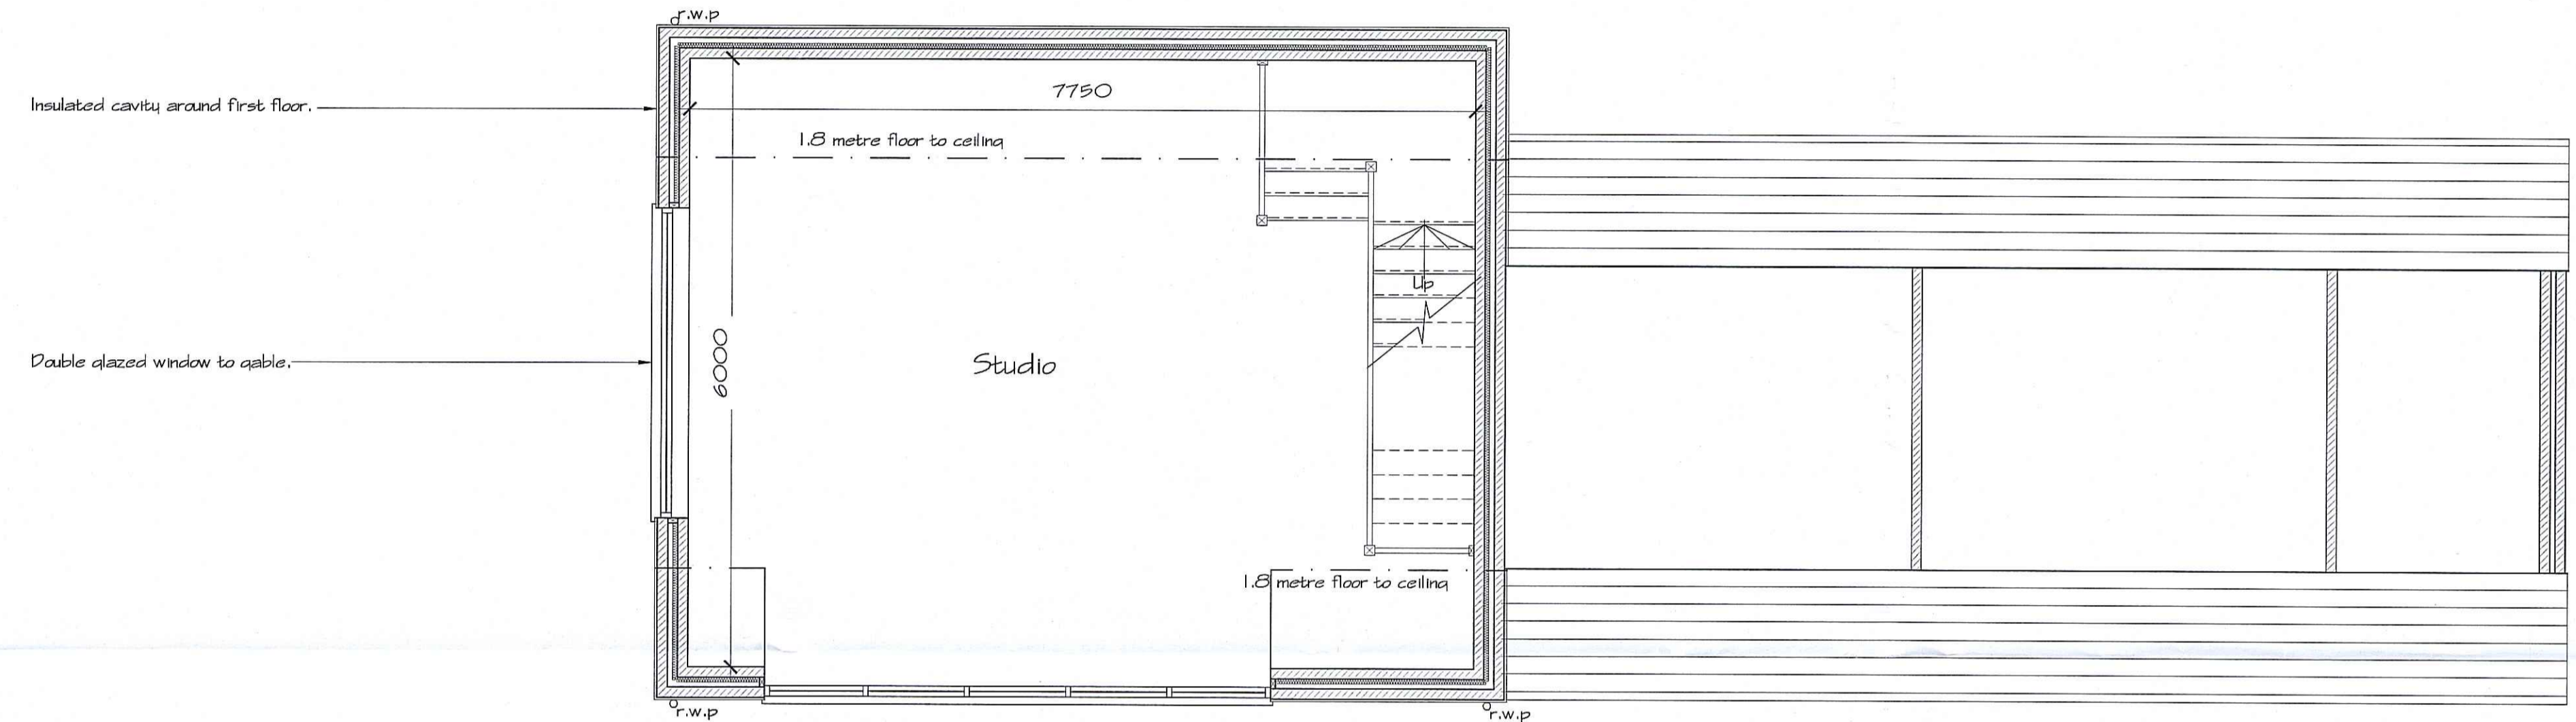 r.w.p
Insulated cavity around first floor.
7750
1.8 metre floor to ceiling
Up
6000
Double glazed window to gable.
Studio
1.8 metre floor to ceiling
r.w.p
r.w.p